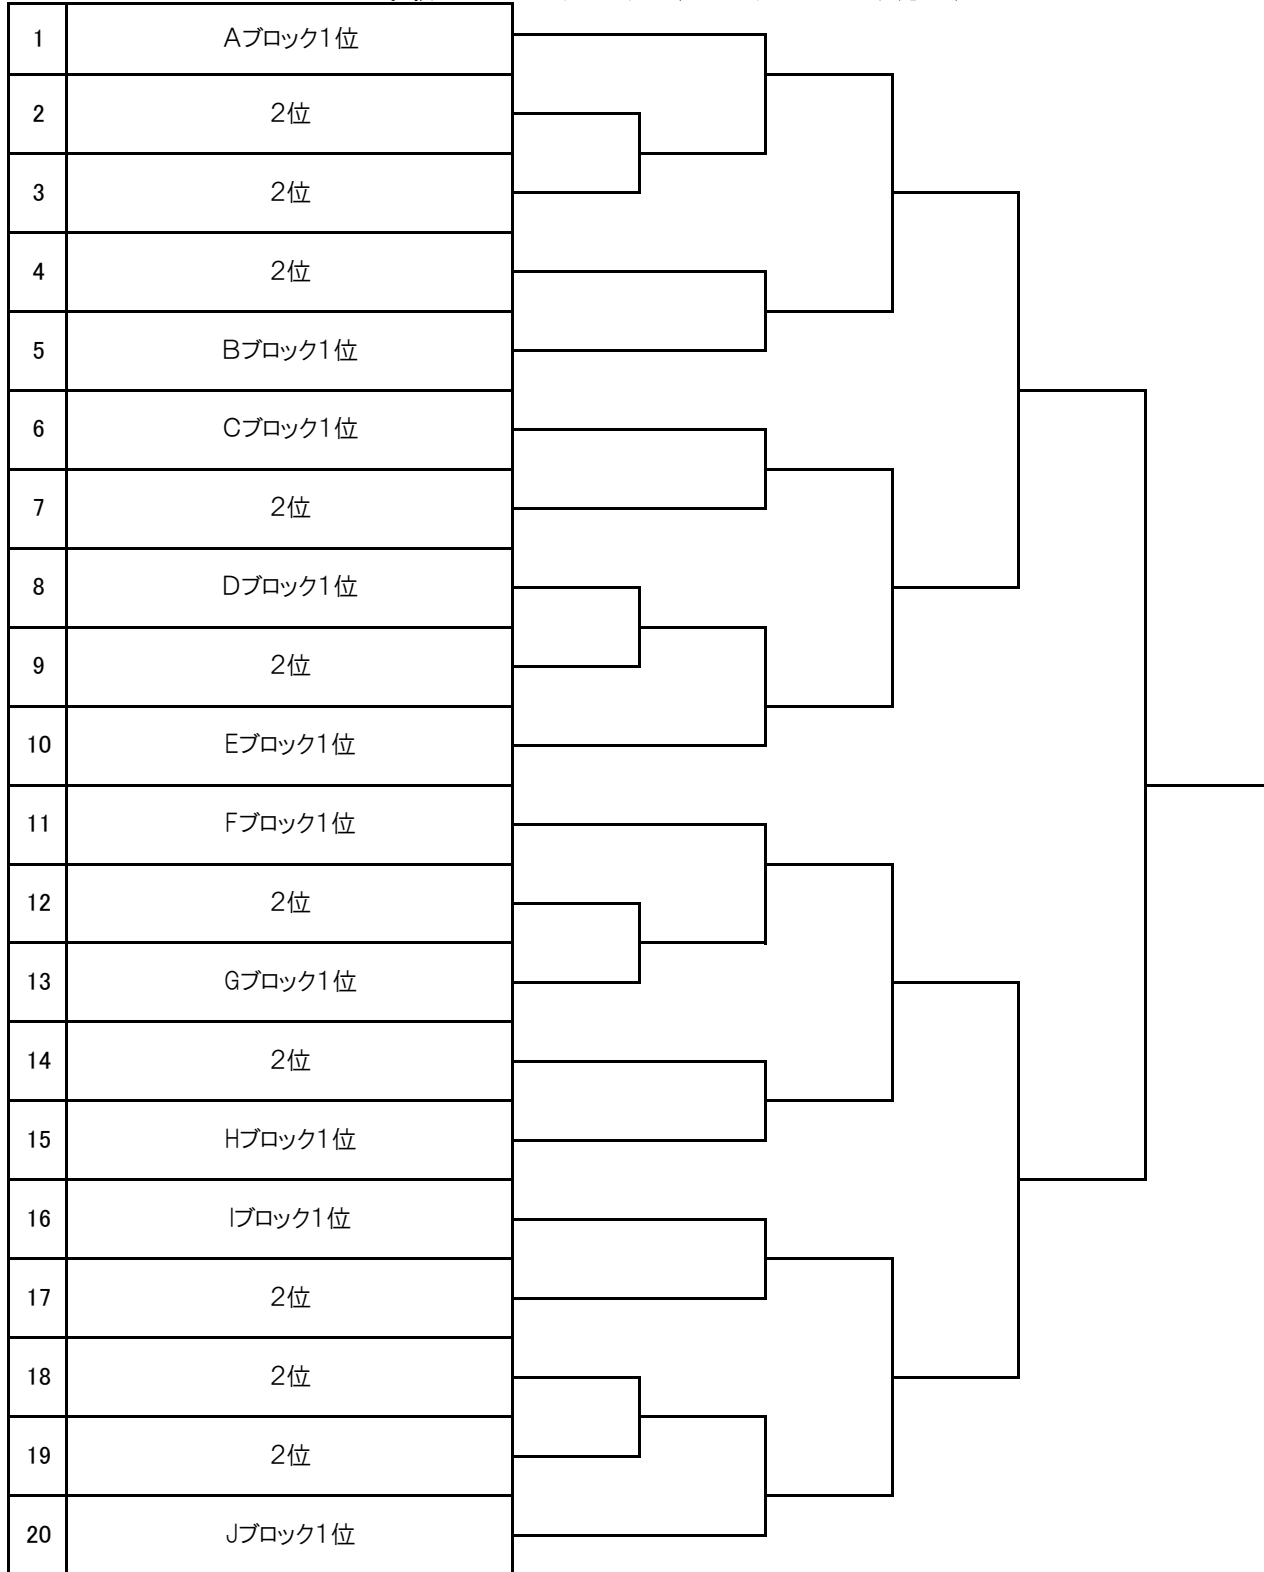 1 Aブロック1位
2 2位
3 2位
4 2位
5 Bブロック1位
6 Cブロック1位
7 2位
8 Dブロック1位
9 2位
10 Eブロック1位
11 Fブロック1位
12 2位
13 Gブロック1位
14 2位
15 Hブロック1位
16 Iブロック1位
17 2位
18 2位
19 2位
20 Jブロック1位